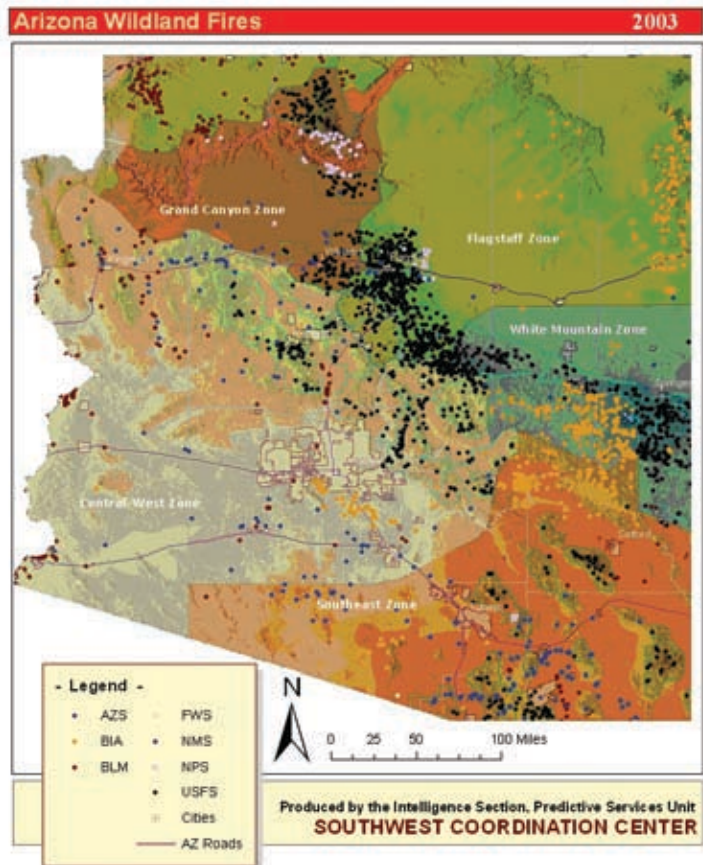 Arizona Wildland Fires 2003
Grand Canyon Zone
Flagstaff Zone
White Mountain Zone
Central-West Zone
Southeast Zone
- Legend -
AZS
BIA
BLM
FWS
NMS
NPS
USFS
Cities
AZ Roads
N
0 25 50 100 Miles
Produced by the Intelligence Section, Predictive Services Unit
SOUTHWEST COORDINATION CENTER